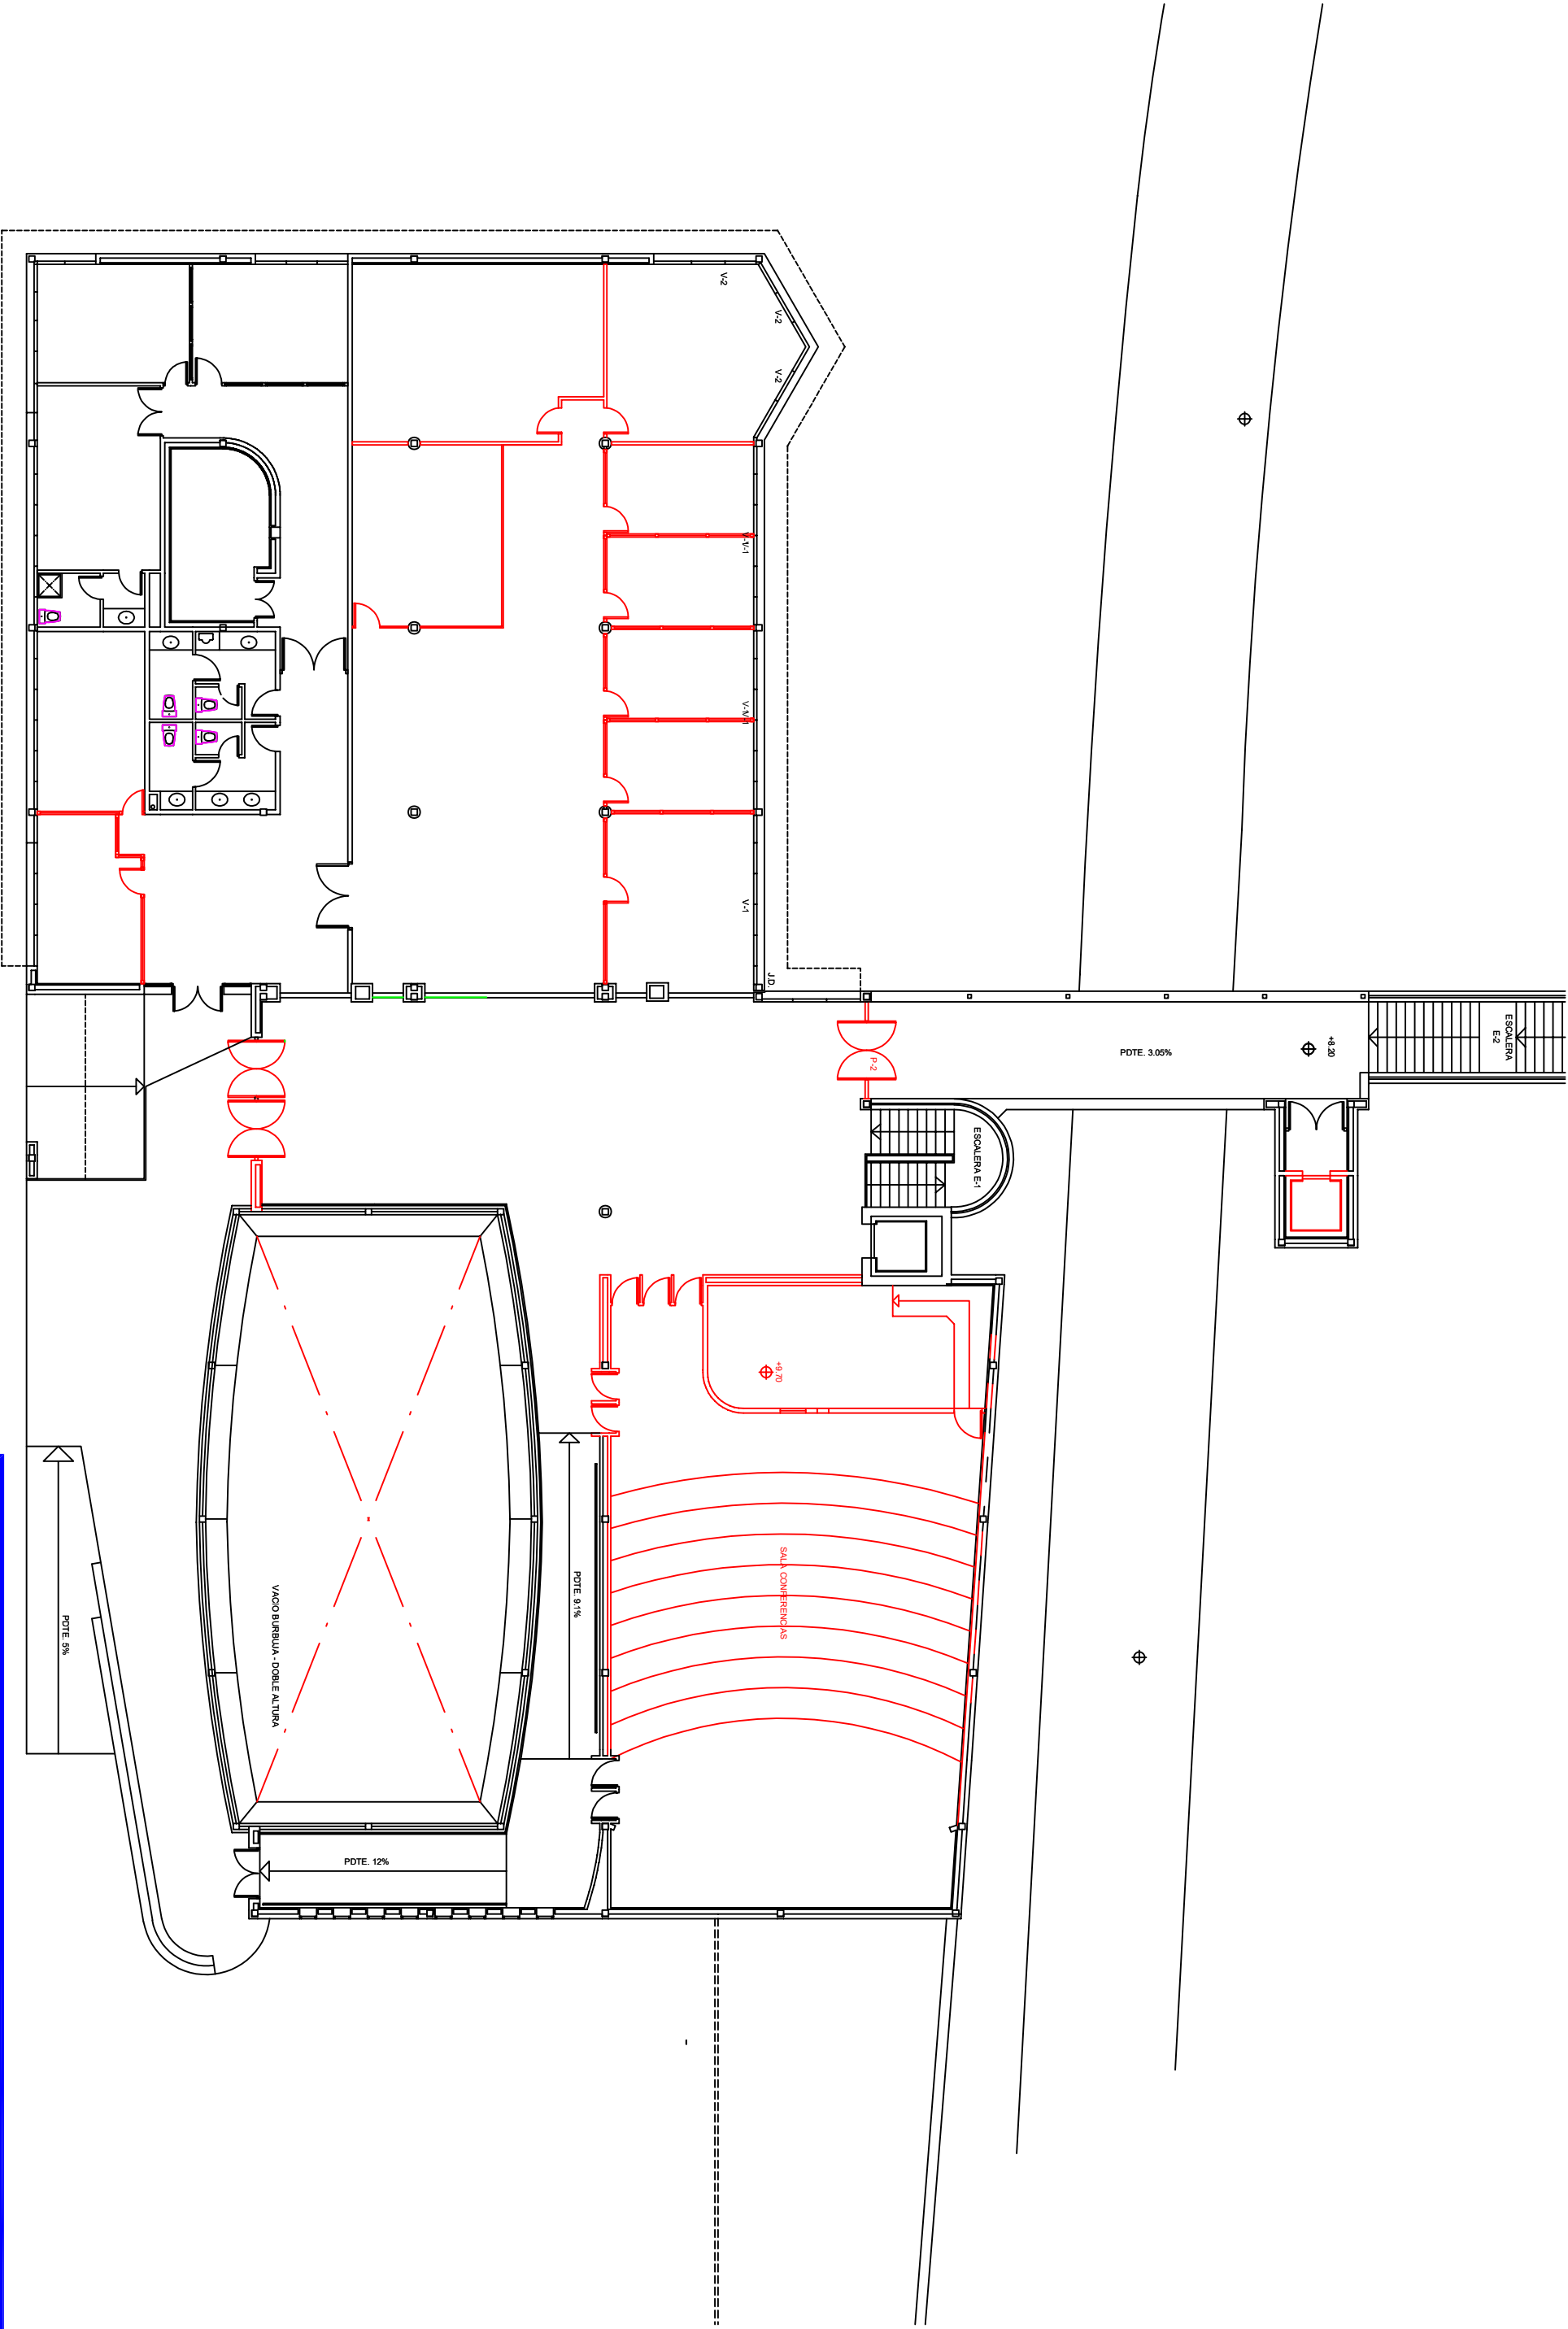 V-2
V-2
V-2
V-1
V-1
J.D.
P-2
PDTE. 3.05%
+8.20
ESCALERA
E-2
ESCALERA E-1
+9.70
SALA CONFERENCIAS
PDTE. 9.1%
VACIO BURBUJA - DOBLE ALTURA
PDTE. 5%
PDTE. 12%